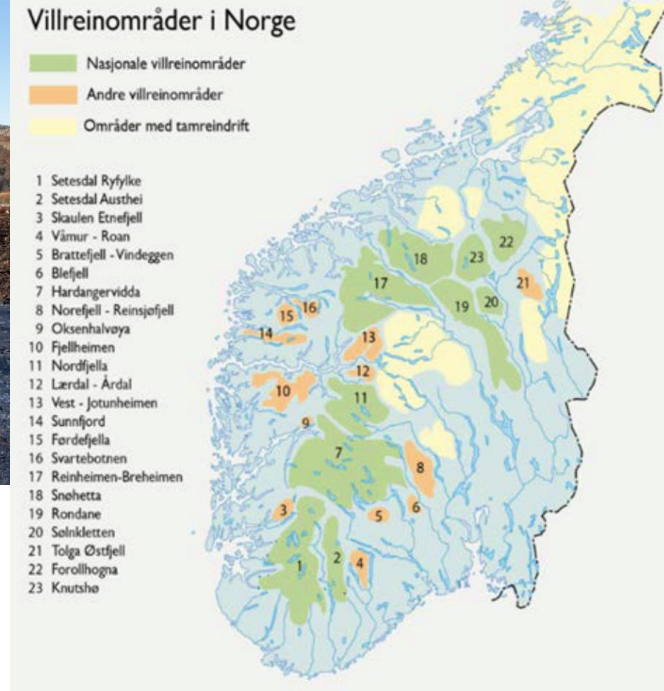 Villreinområder i Norge
Nasjonale villreinområder
Andre villreinområder
Områder med tamreindrift
1 Setesdal Ryfylke
2 Setesdal Austhei
3 Skaulen Etnefjell
4 Våmur - Roan
5 Brattefjell - Vindeggen
6 Blefjell
7 Hardangervidda
8 Norefjell - Reinsjøfjell
9 Oksenhalvøya
10 Fjellheimen
11 Nordfjella
12 Lærdal - Årdal
13 Vest - Jotunheimen
14 Sunnfjord
15 Førdefjella
16 Svartebotnen
17 Reinheimen-Breheimen
18 Snøhetta
19 Rondane
20 Sølnkletten
21 Tolga Østfjell
22 Forollhogna
23 Knutshø
22
18
23
21
17
20
19
16
15
14
13
12
10
11
9
7
8
6
3
5
4
2
1